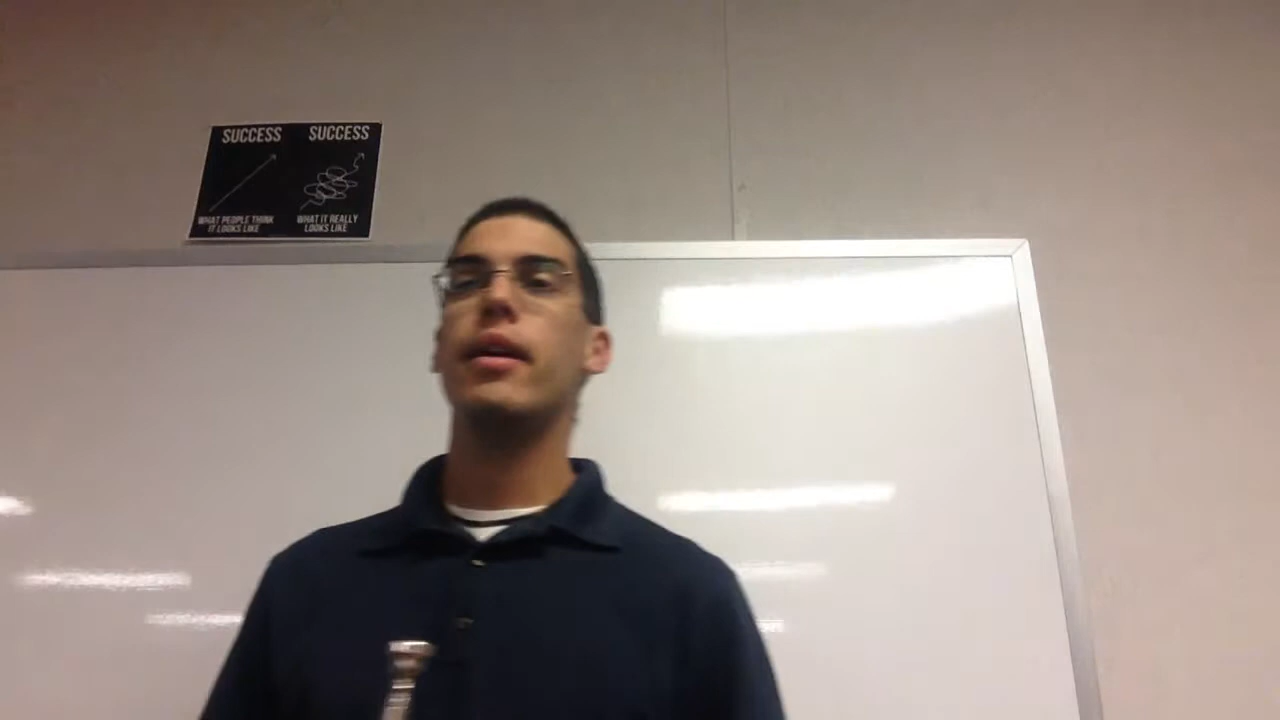 SUCCESS
WHAT PEOPLE THINK
IT LOOKS LIKE
SUCCESS
WHAT IT REALLY
LOOKS LIKE